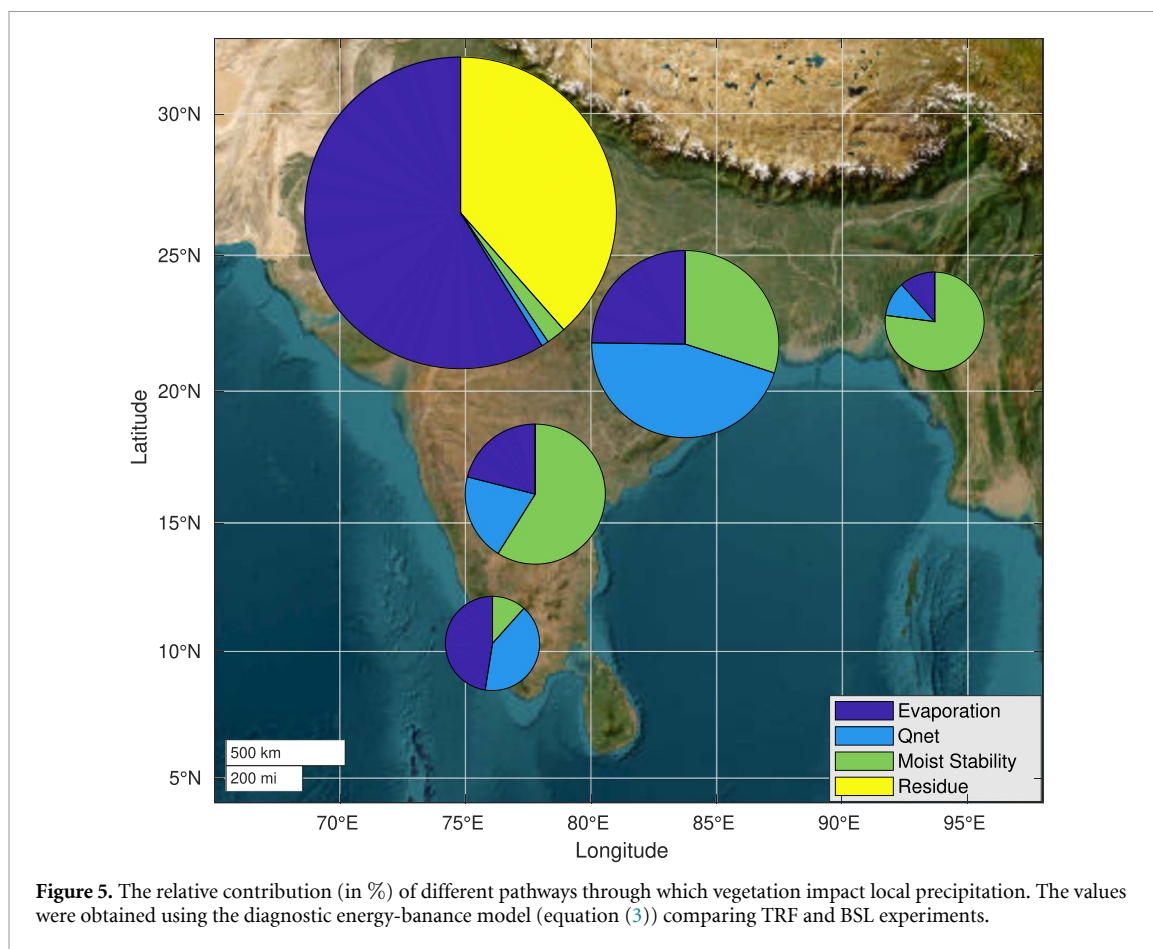 30°N
25°N
20°N
15°N
10°N
5°N
Latitude
500 km
200 mi
Evaporation
Qnet
Moist Stability
Residue
70°E 75°E 80°E 85°E 90°E 95°E
Longitude
Figure 5. The relative contribution (in %) of different pathways through which vegetation impact local precipitation. The values
were obtained using the diagnostic energy-banance model (equation (3)) comparing TRF and BSL experiments.